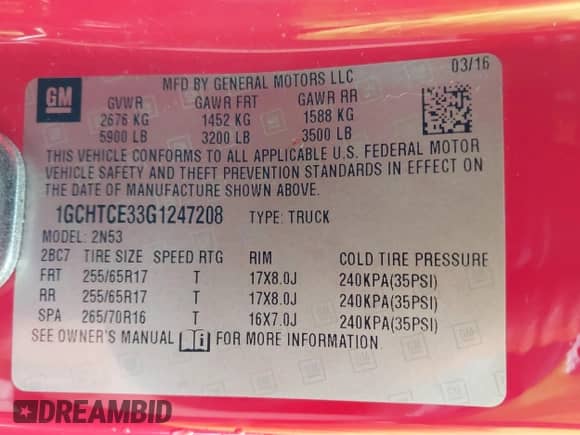 03/16
GM
MFD BY GENERAL MOTORS LLC
GVWR GAWR FRT GAWR RR
2676 KG 1452 KG 1588 KG
5900 LB 3200 LB 3500 LB
THIS VEHICLE CONFORMS TO ALL APPLICABLE U.S. FEDERAL MOTOR
VEHICLE SAFETY AND THEFT PREVENTION STANDARDS IN EFFECT ON
THE DATE OF MANUFACTURE SHOWN ABOVE.
1GCHTCE33G1247208 TYPE: TRUCK
MODEL: 2N53
2BC7 TIRE SIZE SPEED RTG RIM COLD TIRE PRESSURE
FRT 255/65R17 T 17X8.0J 240KPA(35PSI)
RR 255/65R17 T 17X8.0J 240KPA(35PSI)
SPA 265/70R16 T 16X7.0J 240KPA(35PSI)
SEE OWNER'S MANUAL FOR MORE INFORMATION.
DREAMBID